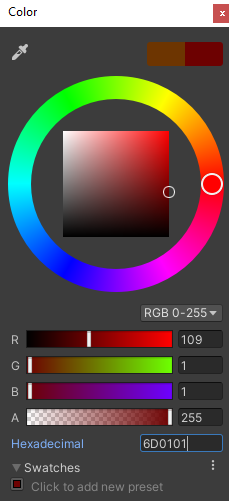 Color
x
RGB 0-255
R 109
G 1
B 1
A 255
Hexadecimal 6D0101
Swatches
Click to add new preset